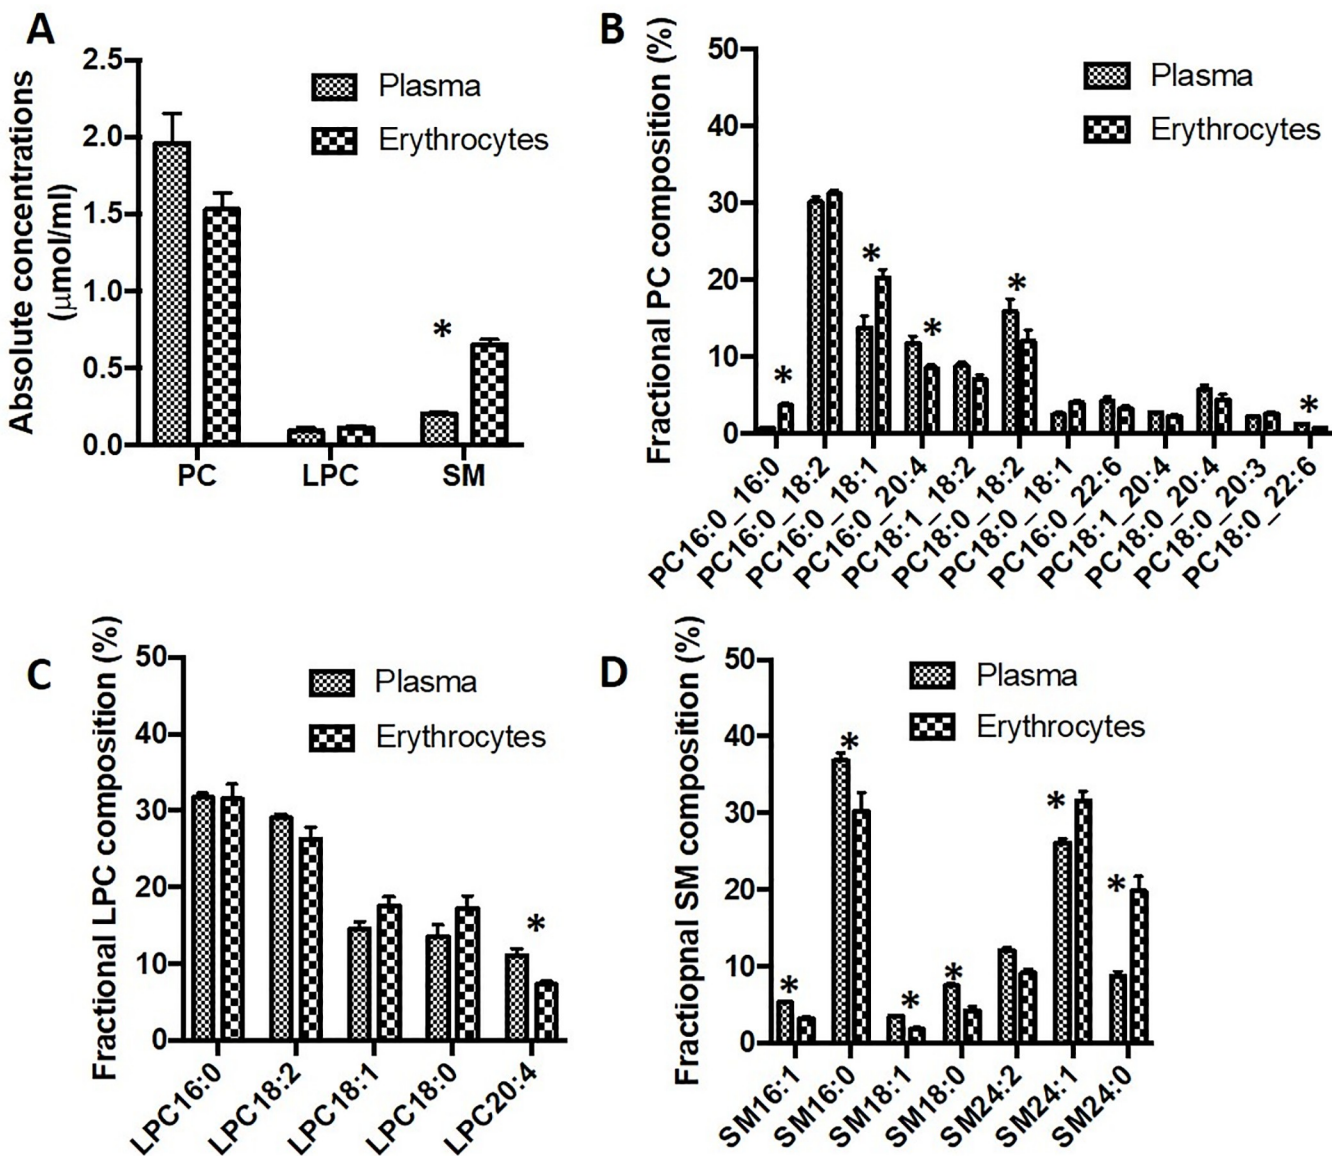 A
Absolute concentrations
(μmol/ml)
2.5
2.0
1.5
1.0
0.5
0.0
Plasma
Erythrocytes
*
PC
LPC
SM
B
Fractional PC composition (%)
50
40
30
20
10
0
Plasma
Erythrocytes
*
*
*
*
*
PC16:0_16:0
PC16:0_18:2
PC16:0_18:1
PC16:0_20:4
PC18:1_18:2
PC18:0_18:2
PC18:0_18:1
PC16:0_22:6
PC18:1_20:4
PC18:0_20:4
PC18:0_20:3
PC18:0_22:6
C
Fractional LPC composition (%)
50
40
30
20
10
0
Plasma
Erythrocytes
*
LPC16:0
LPC18:2
LPC18:1
LPC18:0
LPC20:4
D
Fractiopnal SM composition (%)
50
40
30
20
10
0
Plasma
Erythrocytes
*
*
*
*
*
*
SM16:1
SM16:0
SM18:1
SM18:0
SM24:2
SM24:1
SM24:0